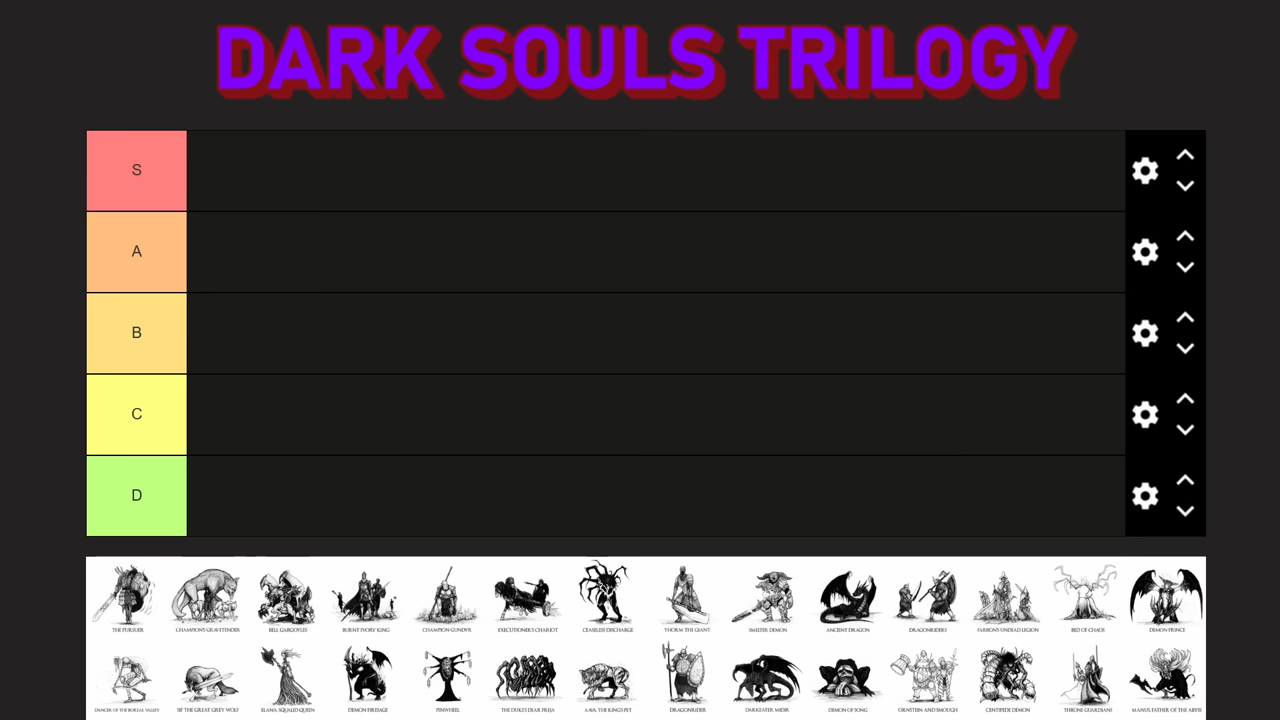 DARK SOULS TRILOGY
S
A
B
C
D
THE PURSUER
CHAMPION'S GRAVETENDER
BELL GARGOYLES
BURNT IVORY KING
CHAMPION GUNDYR
EXECUTIONER'S CHARIOT
CEASELESS DISCHARGE
YHORM THE GIANT
SMELTER DEMON
ANCIENT DRAGON
DRAGONRIDERS
FARRON'S UNDEAD LEGION
BED OF CHAOS
DEMON PRINCE
DANCER OF THE BOREAL VALLEY
SIF THE GREAT GREY WOLF
ELANA, SQUALID QUEEN
DEMON FIRESAGE
PINWHEEL
THE DUKE'S DEAR FREJA
AAVA, THE KING'S PET
DRAGONRIDER
DARKEATER MIDIR
DEMON OF SONG
ORNSTEIN AND SMOUGH
CENTIPEDE DEMON
THRONE GUARDIANS
MANUS, FATHER OF THE ABYSS